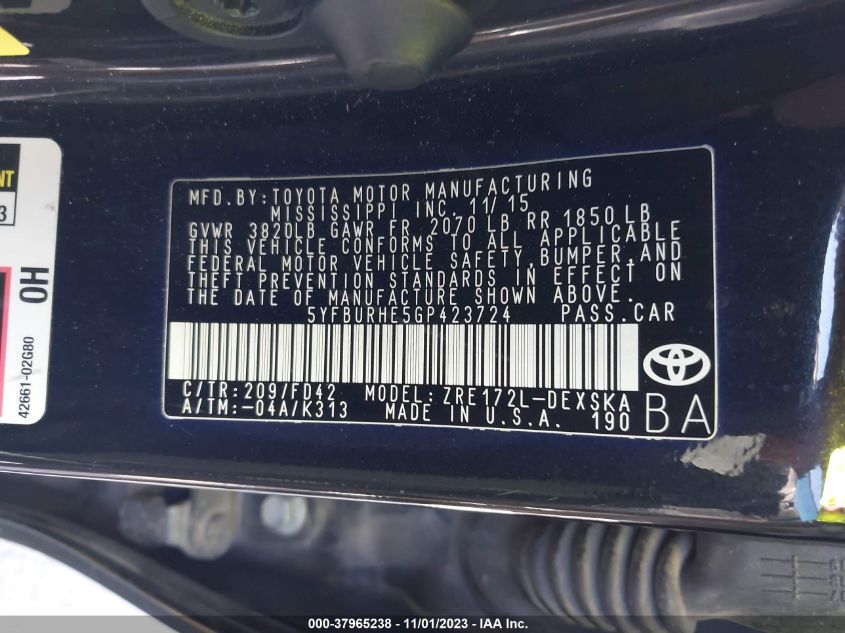 NT
3
OH
42661-02G80
MFD.BY:TOYOTA MOTOR MANUFACTURING
MISSISSIPPI INC. 11/15
GVWR 3820LB GAWR FR 2070 LB RR 1850 LB
THIS VEHICLE CONFORMS TO ALL APPLICABLE
FEDERAL MOTOR VEHICLE SAFETY,BUMPER,AND
THEFT PREVENTION STANDARDS IN EFFECT ON
THE DATE OF MANUFACTURE SHOWN ABOVE.
5YFBURHE5GP423724 PASS.CAR
C/TR:209/FD42 MODEL:ZRE172L-DEXSKA
A/TM:-04A/K313 MADE IN U.S.A. 190
BA
000-37965238 - 11/01/2023 - IAA Inc.